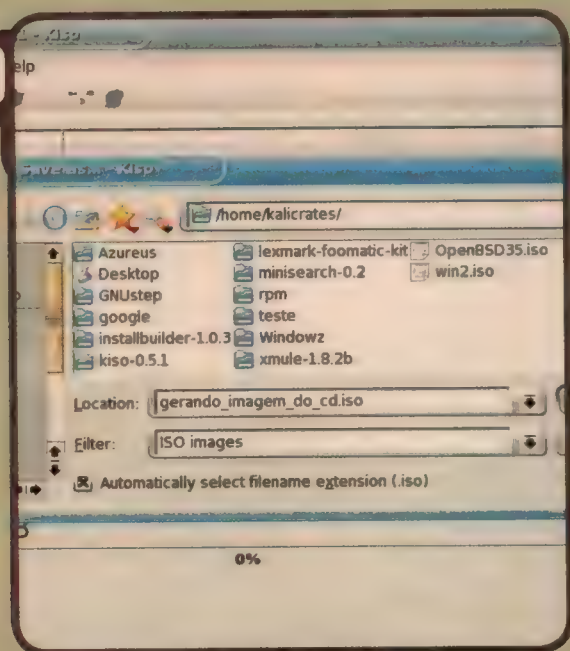 - Kiso
elp
/home/kalicrates/
Azureus
Desktop
GNUstep
google
installbuilder-1.0.3
kiso-0.5.1
lexmark-foomatic-kit
minisearch-0.2
rpm
teste
Windowz
xmule-1.8.2b
OpenBSD35.iso
win2.iso
Location: gerando_imagem_do_cd.iso
Filter: ISO images
Automatically select filename extension (.iso)
0%